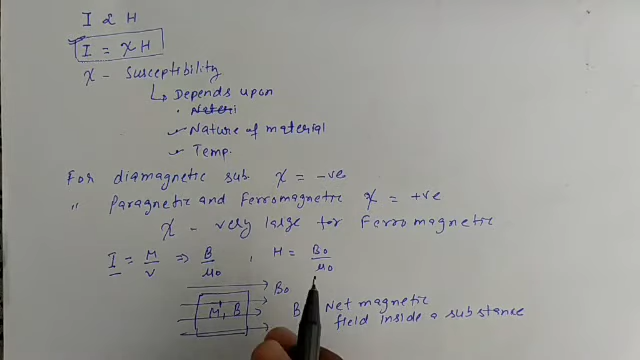 I ∝ H
I = χH
χ - Susceptibility
↳ Depends upon
• Neteri
Nature of material
Temp.
For diamagnetic sub. χ = -ve
" Paragnetic and Ferromagnetic χ = +ve
χ - very large for Ferromagnetic
I = M/V ⇒ B/μ₀ , H = B₀/μ₀
B₀
M, B
B Net magnetic
field inside a substance